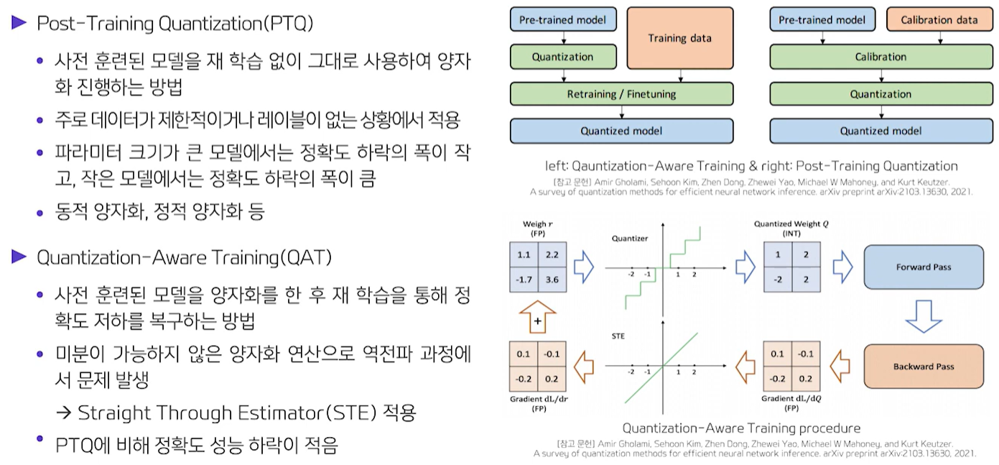 ▶ Post-Training Quantization(PTQ)
• 사전 훈련된 모델을 재 학습 없이 그대로 사용하여 양자
화 진행하는 방법
• 주로 데이터가 제한적이거나 레이블이 없는 상황에서 적용
• 파라미터 크기가 큰 모델에서는 정확도 하락의 폭이 작
고, 작은 모델에서는 정확도 하락의 폭이 큼
• 동적 양자화, 정적 양자화 등
▶ Quantization-Aware Training(QAT)
• 사전 훈련된 모델을 양자화를 한 후 재 학습을 통해 정
확도 저하를 복구하는 방법
• 미분이 가능하지 않은 양자화 연산으로 역전파 과정에
서 문제 발생
→ Straight Through Estimator(STE) 적용
• PTQ에 비해 정확도 성능 하락이 적음
Pre-trained model
Training data
Quantization
Retraining / Finetuning
Quantized model
Pre-trained model
Calibration data
Calibration
Quantization
Quantized model
left: Qauntization-Aware Training & right: Post-Training Quantization
[참고 문헌] Amir Gholami, Sehoon Kim, Zhen Dong, Zhewei Yao, Michael W Mahoney, and Kurt Keutzer.
A survey of quantization methods for efficient neural network inference. arXiv preprint arXiv:2103.13630, 2021.
Weigh r
(FP)
1.1 2.2
-1.7 3.6
Quantizer
-2 -1 1 2
Quantized Weight Q
(INT)
1 2
-2 2
Forward Pass
+
0.1 -0.1
-0.2 0.2
Gradient dL/dr
(FP)
STE
-2 -1 1 2
0.1 -0.1
-0.2 0.2
Gradient dL/dQ
(FP)
Backward Pass
Quantization-Aware Training procedure
[참고 문헌] Amir Gholami, Sehoon Kim, Zhen Dong, Zhewei Yao, Michael W Mahoney, and Kurt Keutzer.
A survey of quantization methods for efficient neural network inference. arXiv preprint arXiv:2103.13630, 2021.